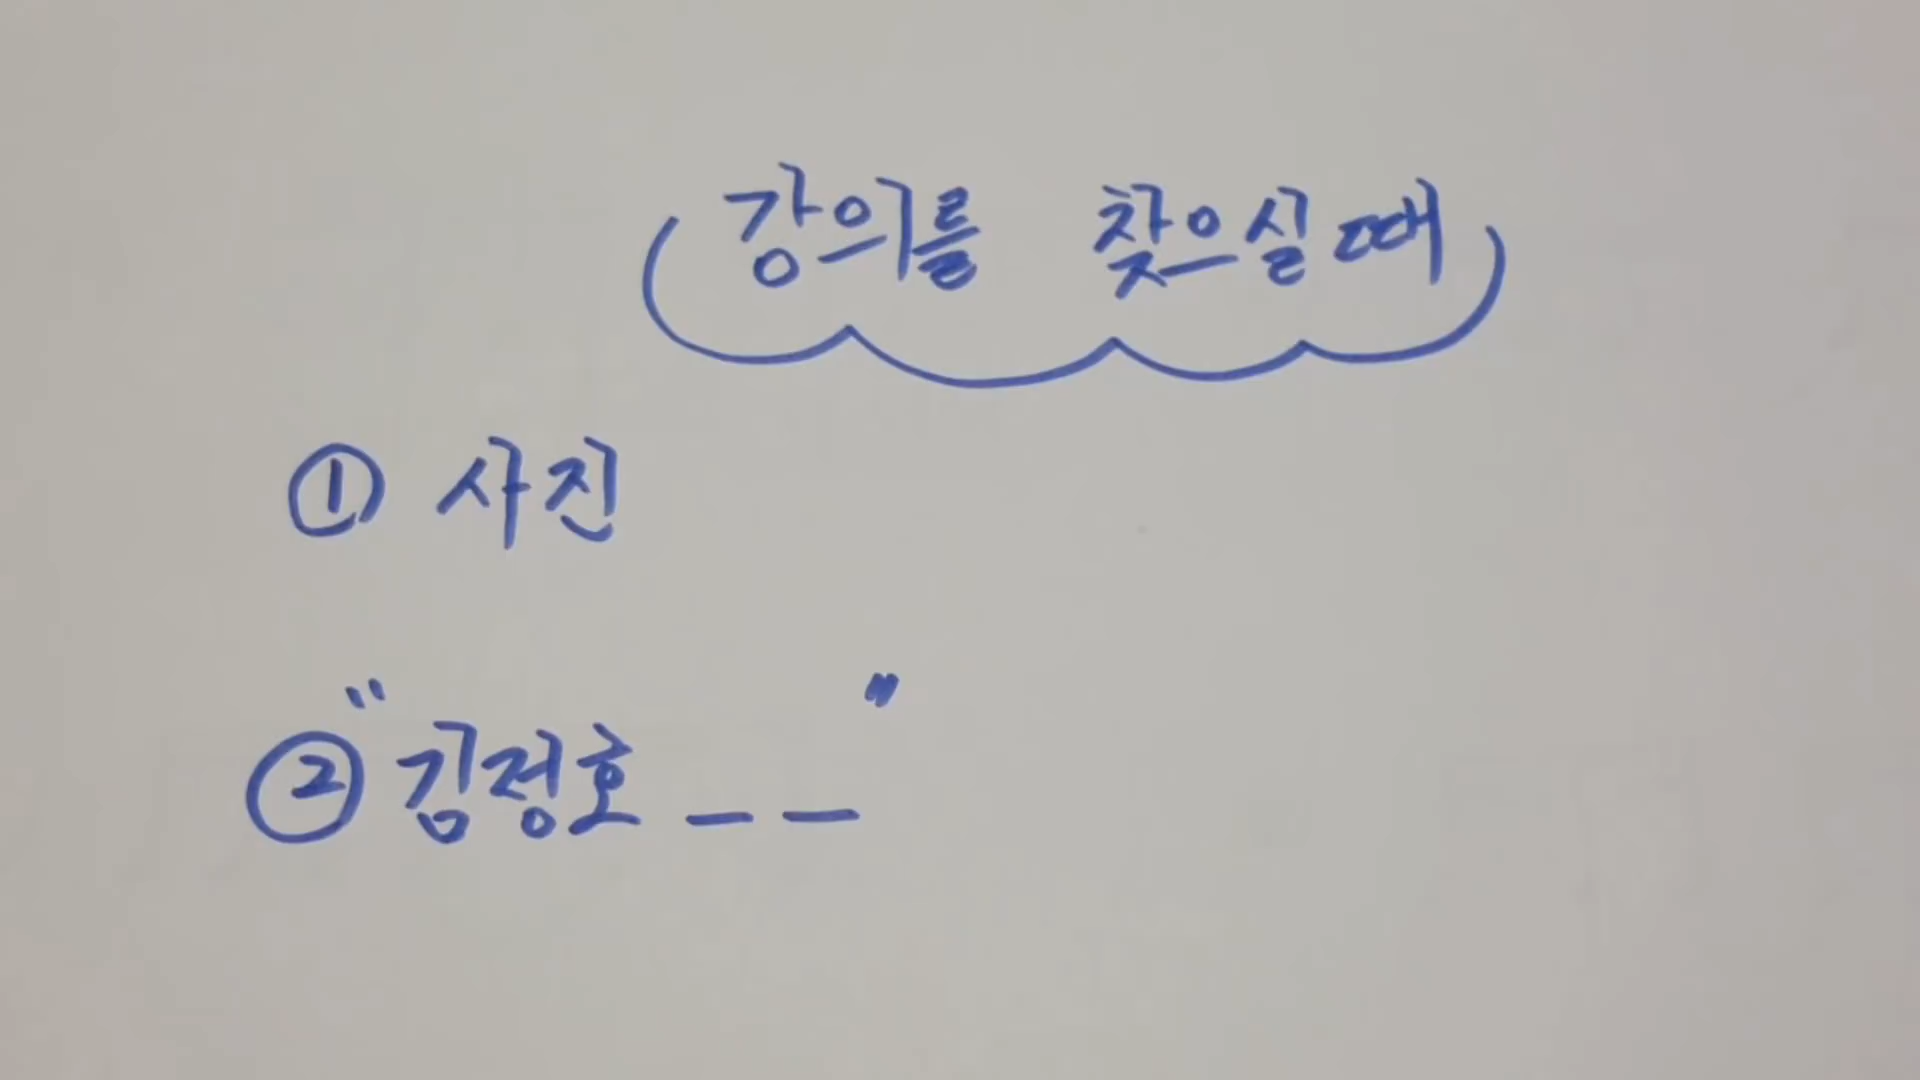 강의를 찾으실때
① 사진
② "김정호 _ _"